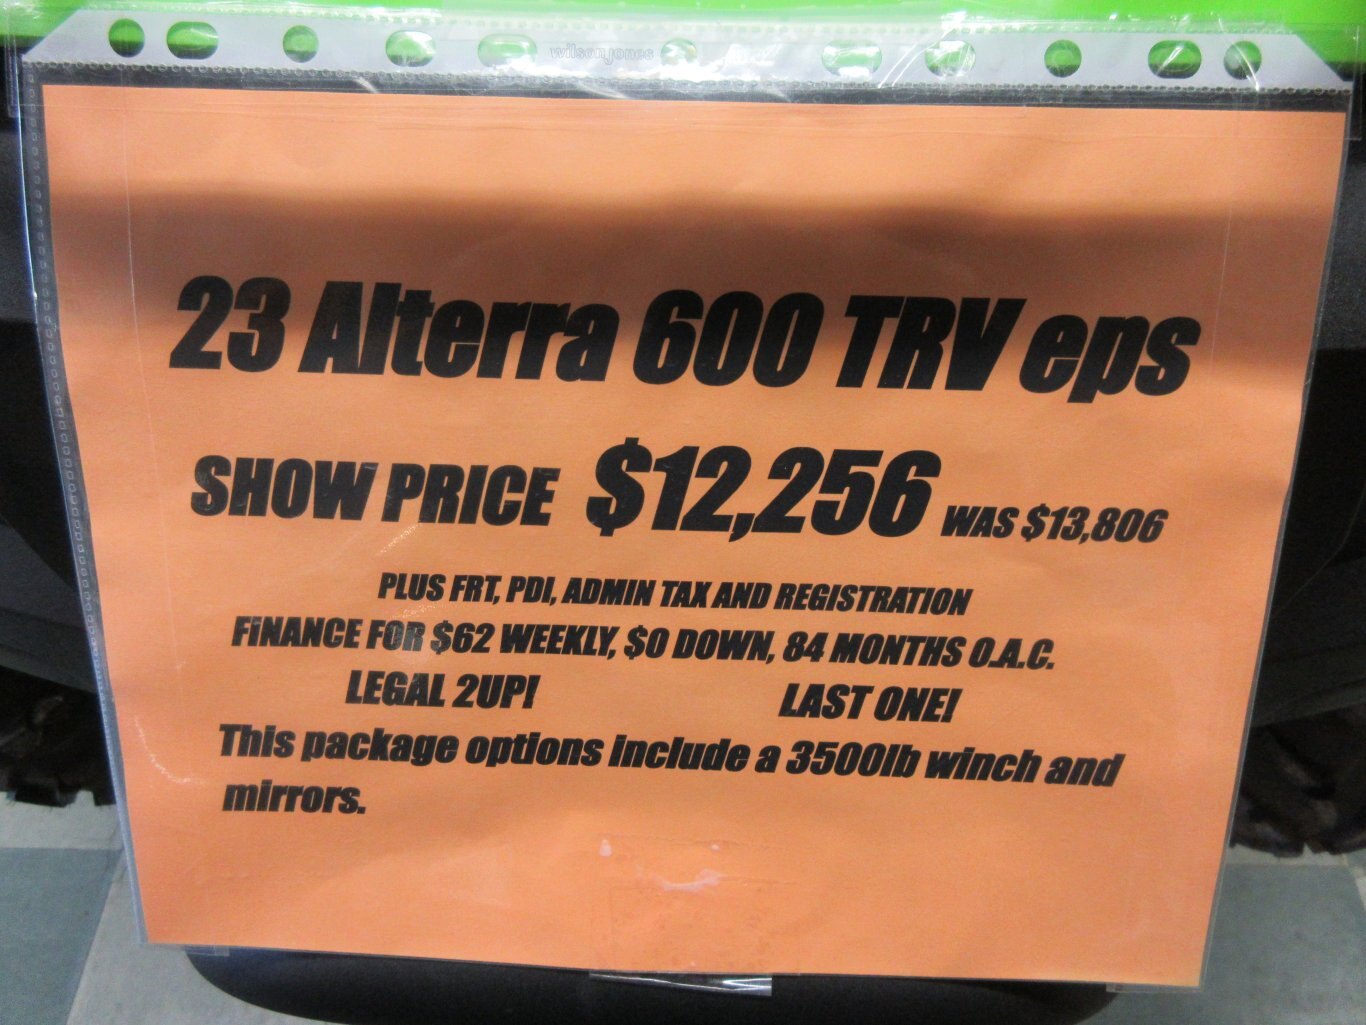 wilsonjones
23 Alterra 600 TRV eps
SHOW PRICE $12,256 WAS $13,806
PLUS FRT, PDI, ADMIN TAX AND REGISTRATION
FINANCE FOR $62 WEEKLY, $0 DOWN, 84 MONTHS O.A.C.
LEGAL 2UP! LAST ONE!
This package options include a 3500lb winch and
mirrors.